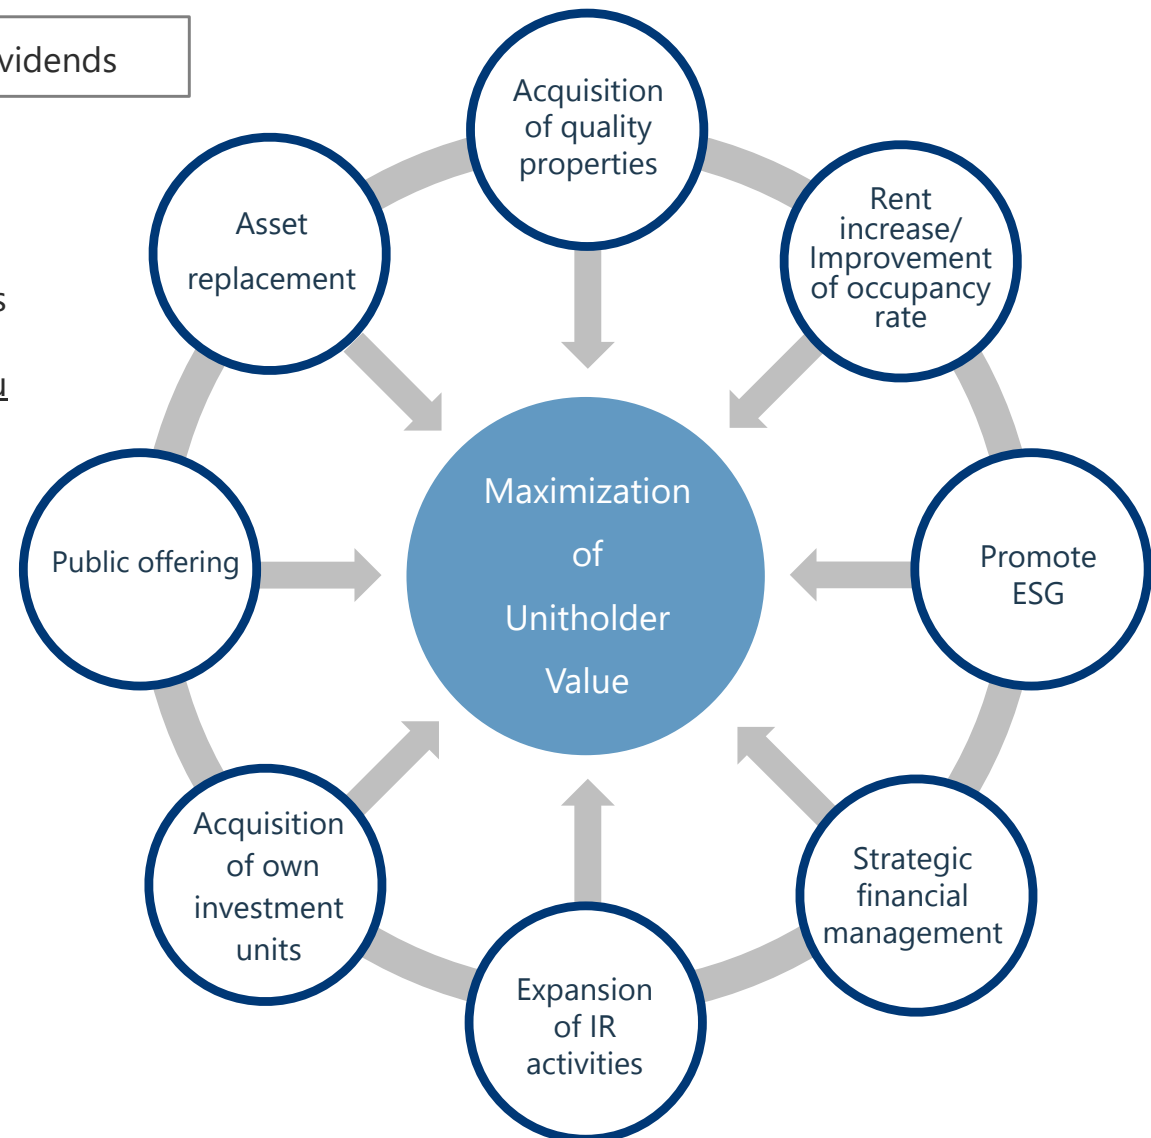 vidends
s
u
Acquisition
of quality
properties
Rent
increase/
Improvement
of occupancy
rate
Promote
ESG
Strategic
financial
management
Expansion
of IR
activities
Acquisition
of own
investment
units
Public offering
Asset
replacement
Maximization
of
Unitholder
Value